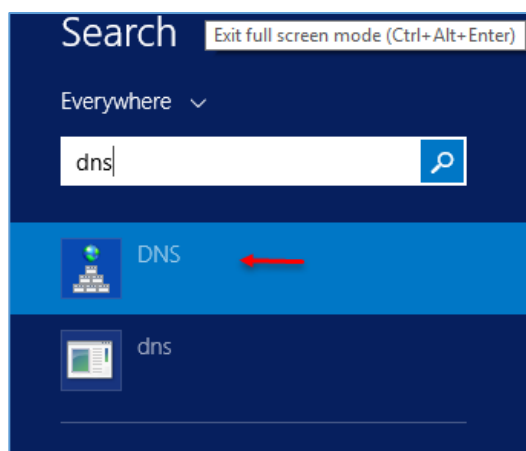 Search
Exit full screen mode (Ctrl+Alt+Enter)
Everywhere
dns
DNS
dns